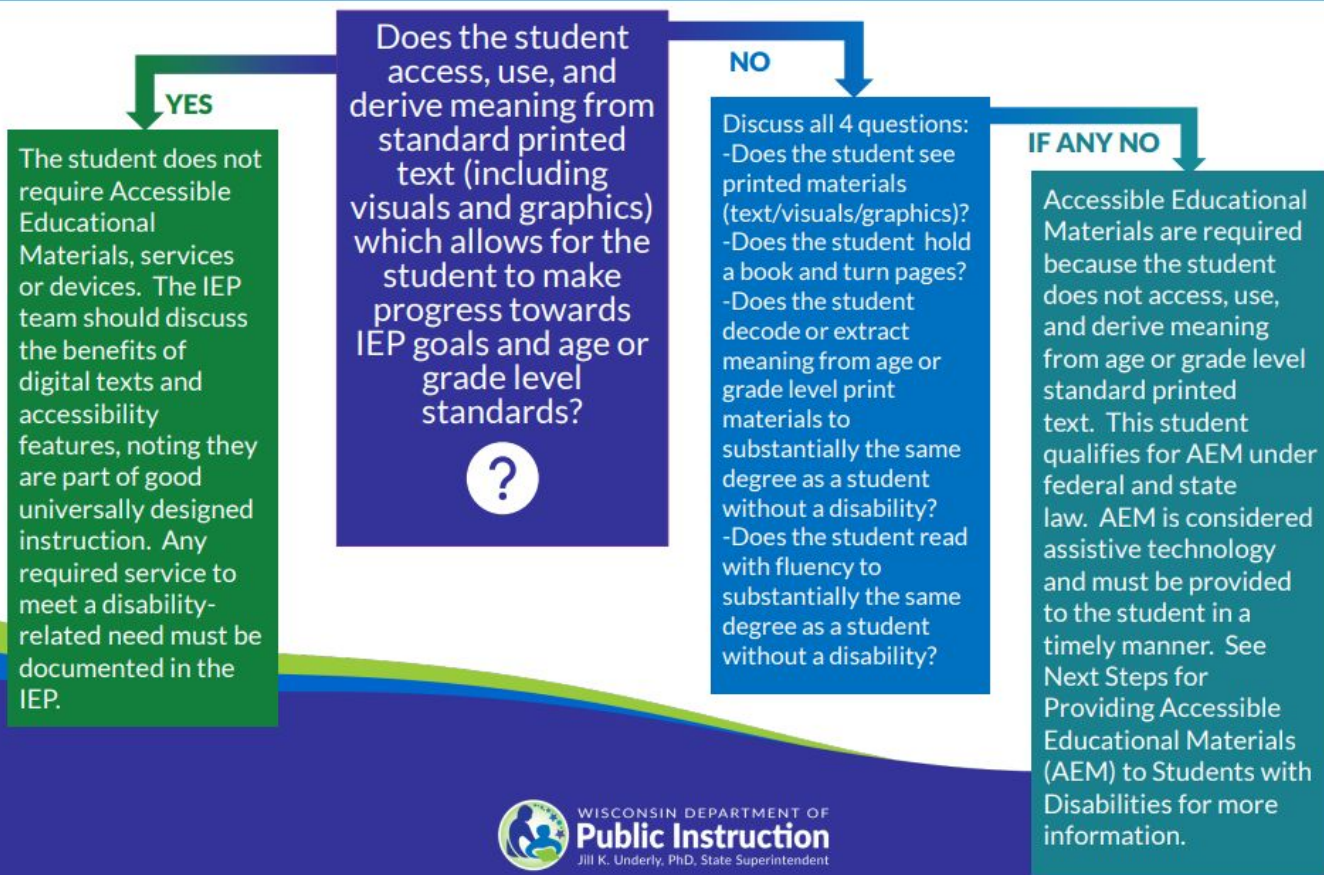 Does the student
access, use, and
derive meaning from
standard printed
text (including
visuals and graphics)
which allows for the
student to make
progress towards
IEP goals and age or
grade level
standards?
?
YES
The student does not
require Accessible
Educational
Materials, services
or devices.  The IEP
team should discuss
the benefits of
digital texts and
accessibility
features, noting they
are part of good
universally designed
instruction.  Any
required service to
meet a disability-
related need must be
documented in the
IEP.
NO
Discuss all 4 questions:
-Does the student see
printed materials
(text/visuals/graphics)?
-Does the student  hold
a book and turn pages?
-Does the student
decode or extract
meaning from age or
grade level print
materials to
substantially the same
degree as a student
without a disability?
-Does the student read
with fluency to
substantially the same
degree as a student
without a disability?
IF ANY NO
Accessible Educational
Materials are required
because the student
does not access, use,
and derive meaning
from age or grade level
standard printed
text.  This student
qualifies for AEM under
federal and state
law.  AEM is considered
assistive technology
and must be provided
to the student in a
timely manner.  See
Next Steps for
Providing Accessible
Educational Materials
(AEM) to Students with
Disabilities for more
information.
WISCONSIN DEPARTMENT OF
Public Instruction
Jill K. Underly, PhD, State Superintendent